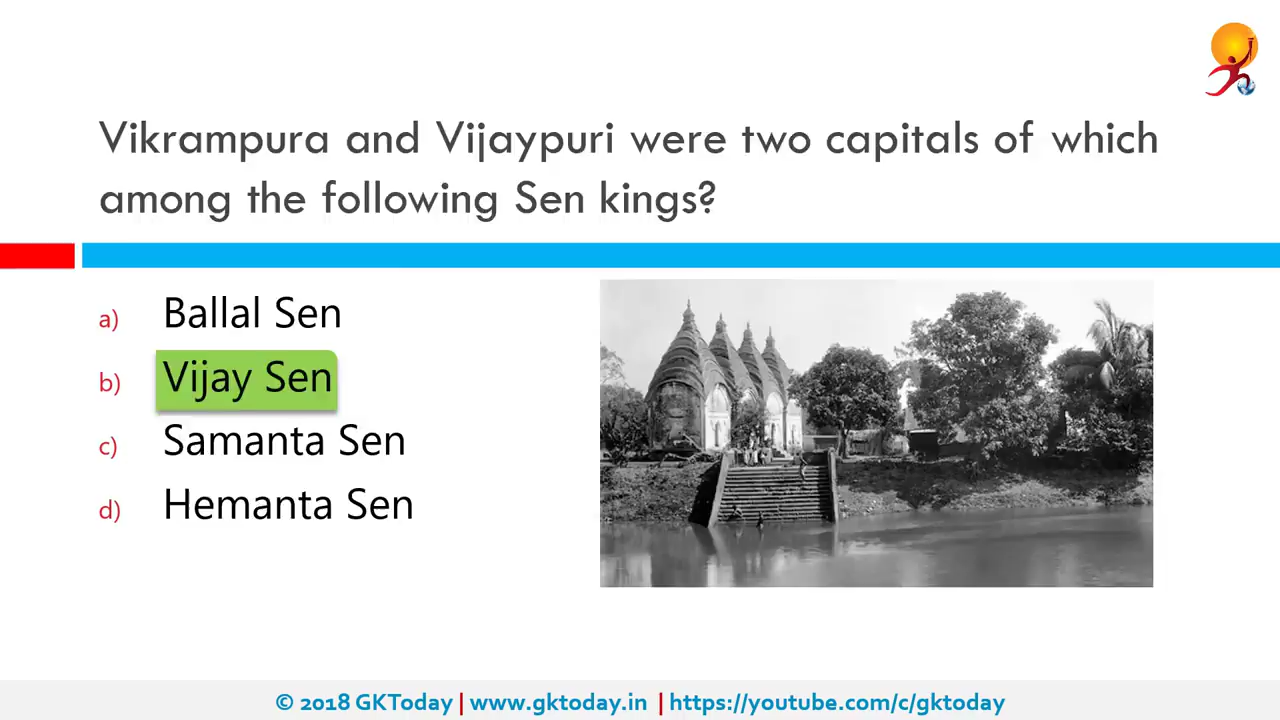 Vikrampura and Vijaypuri were two capitals of which
among the following Sen kings?
a) Ballal Sen
b) Vijay Sen
c) Samanta Sen
d) Hemanta Sen
© 2018 GKToday | www.gktoday.in | https://youtube.com/c/gktoday